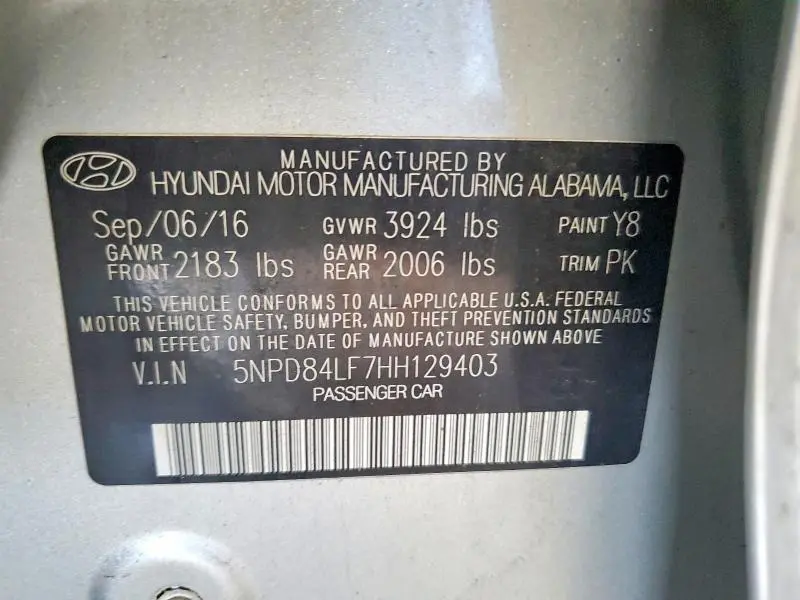 MANUFACTURED BY
HYUNDAI MOTOR MANUFACTURING ALABAMA, LLC
Sep/06/16 GVWR 3924 lbs PAINT Y8
GAWR FRONT 2183 lbs GAWR REAR 2006 lbs TRIM PK
THIS VEHICLE CONFORMS TO ALL APPLICABLE U.S.A. FEDERAL
MOTOR VEHICLE SAFETY, BUMPER, AND THEFT PREVENTION STANDARDS
IN EFFECT ON THE DATE OF MANUFACTURE SHOWN ABOVE
V.I.N 5NPD84LF7HH129403
PASSENGER CAR